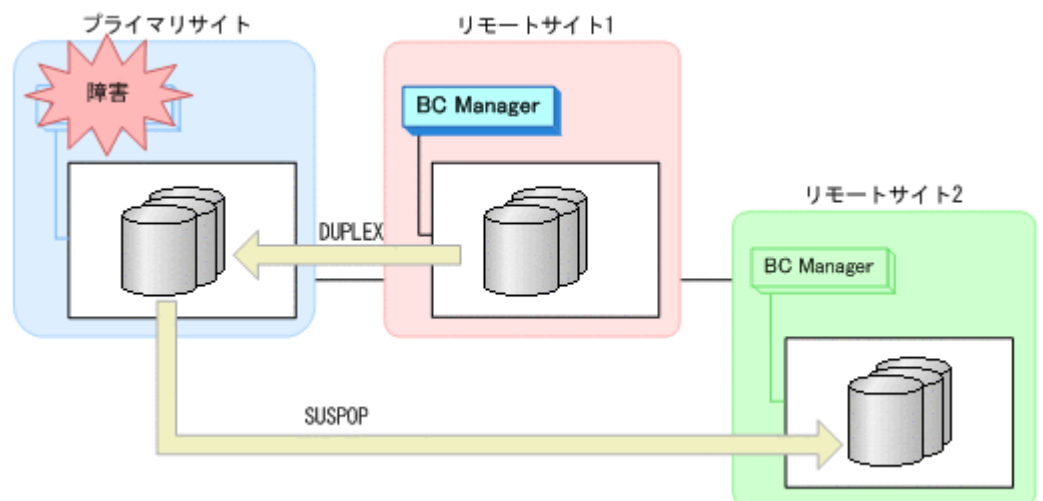 プライマリサイト
リモートサイト1
障害
BC Manager
リモートサイト2
DUPLEX
BC Manager
SUSPOP